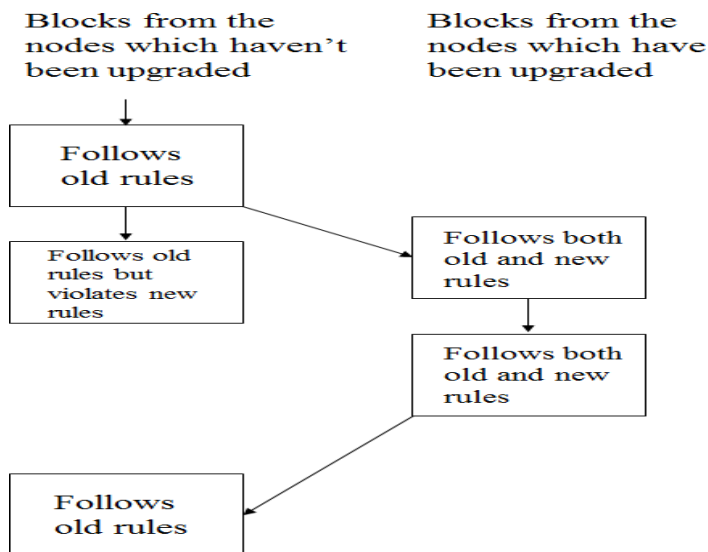 Blocks from the
nodes which haven't
been upgraded
Blocks from the
nodes which have
been upgraded
Follows
old rules
Follows old
rules but
violates new
rules
Follows both
old and new
rules
Follows both
old and new
rules
Follows
old rules